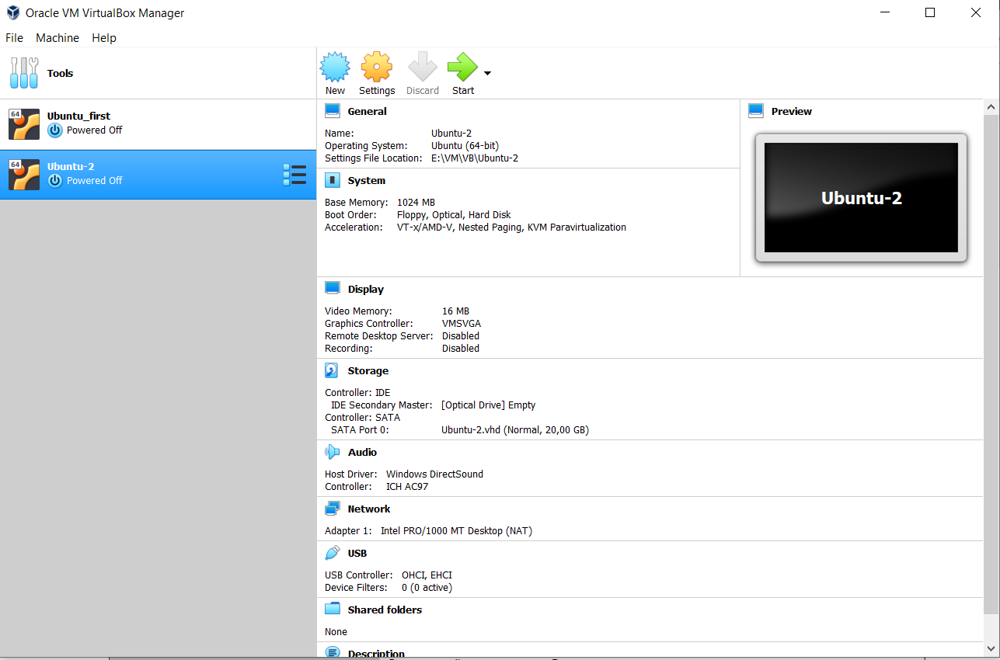 Oracle VM VirtualBox Manager
File Machine Help
Tools
New Settings Discard Start
64
Ubuntu_first
Powered Off
64
Ubuntu-2
Powered Off
General
Name: Ubuntu-2
Operating System: Ubuntu (64-bit)
Settings File Location: E:\VM\VB\Ubuntu-2
Preview
Ubuntu-2
System
Base Memory: 1024 MB
Boot Order: Floppy, Optical, Hard Disk
Acceleration: VT-x/AMD-V, Nested Paging, KVM Paravirtualization
Display
Video Memory: 16 MB
Graphics Controller: VMSVGA
Remote Desktop Server: Disabled
Recording: Disabled
Storage
Controller: IDE
IDE Secondary Master: [Optical Drive] Empty
Controller: SATA
SATA Port 0: Ubuntu-2.vhd (Normal, 20,00 GB)
Audio
Host Driver: Windows DirectSound
Controller: ICH AC97
Network
Adapter 1: Intel PRO/1000 MT Desktop (NAT)
USB
USB Controller: OHCI, EHCI
Device Filters: 0 (0 active)
Shared folders
None
Description